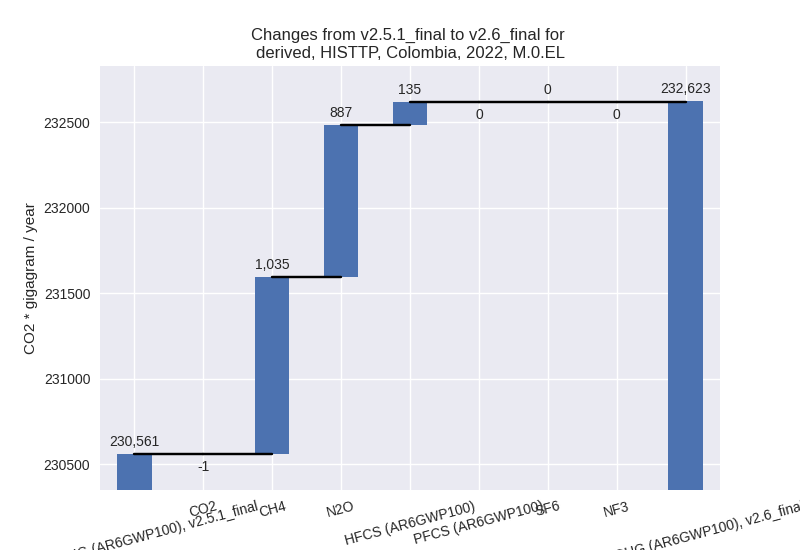 Changes from v2.5.1_final to v2.6_final for
derived, HISTTP, Colombia, 2022, M.0.EL
CO2 * gigagram / year
232500
232000
231500
231000
230500
230,561
-1
1,035
887
135
0
0
0
232,623
(AR6GWP100), v2.5.1_final
CO2
CH4
N2O
HFCS (AR6GWP100)
PFCS (AR6GWP100)
SF6
NF3
(AR6GWP100), v2.6_final